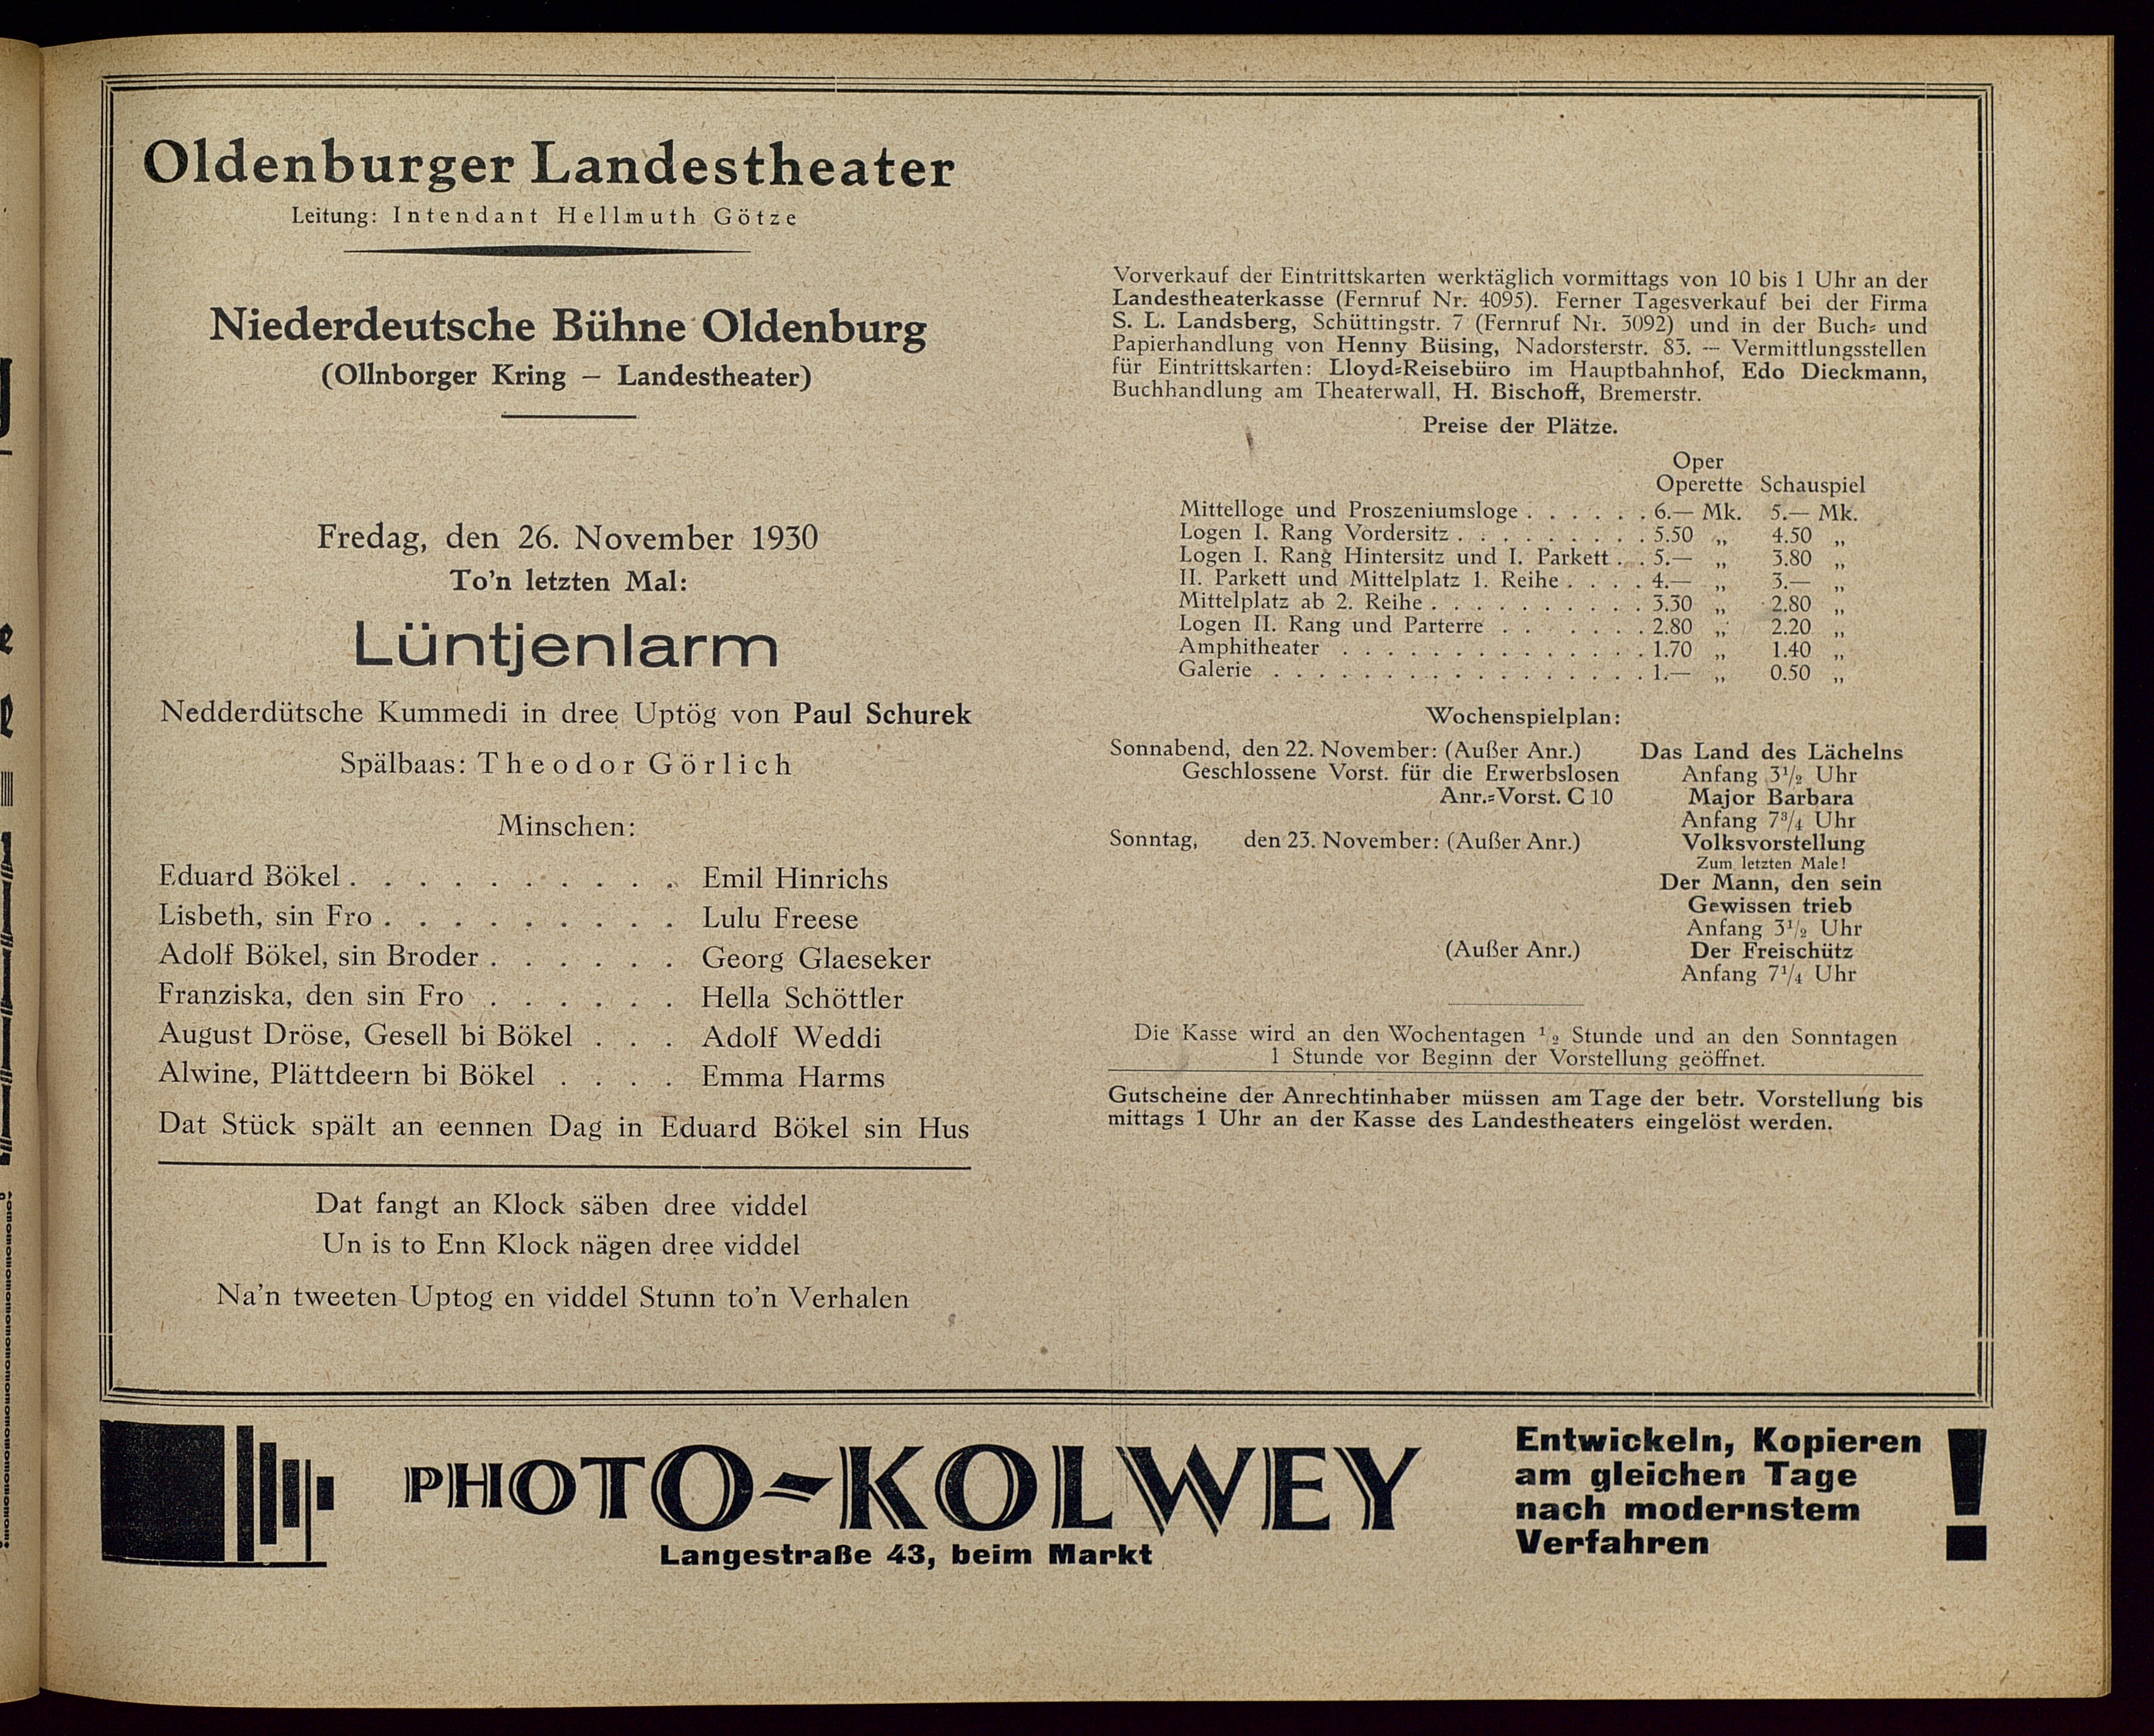 Oldenburger Landestheater
Leitung: Intendant Hellmuth Götze
Niederdeutsche Bühne Oldenburg
(Ollnborger Kring — Landestheater)
Fredag, den 26. November 1930
To'n letzten Mal:
Lüntjenlarm
Nedderdütsche Kummedi in dree Uptög von Paul Schurek
Spälbaas: Theodor Görlich
Minschen:
Eduard Bökel . . . . . . . . . . Emil Hinrichs
Lisbeth, sin Fro . . . . . . . . . Lulu Freese
Adolf Bökel, sin Broder . . . . . . Georg Glaeseker
Franziska, den sin Fro . . . . . . Hella Schöttler
August Dröse, Gesell bi Bökel . . . Adolf Weddi
Alwine, Plättdeern bi Bökel . . . . Emma Harms
Dat Stück spält an eennen Dag in Eduard Bökel sin Hus
Dat fangt an Klock säben dree viddel
Un is to Enn Klock nägen dree viddel
Na'n tweeten Uptog en viddel Stunn to'n Verhalen
Vorverkauf der Eintrittskarten werktäglich vormittags von 10 bis 1 Uhr an der
Landestheaterkasse (Fernruf Nr. 4095). Ferner Tagesverkauf bei der Firma
S. L. Landsberg, Schüttingstr. 7 (Fernruf Nr. 3092) und in der Buch- und
Papierhandlung von Henny Büsing, Nadorsterstr. 83. — Vermittlungsstellen
für Eintrittskarten: Lloyd-Reisebüro im Hauptbahnhof, Edo Dieckmann,
Buchhandlung am Theaterwall, H. Bischoff, Bremerstr.
Preise der Plätze.
Oper
Operette Schauspiel
Mittelloge und Proszeniumsloge . . . . . . 6.— Mk. 5.— Mk.
Logen I. Rang Vordersitz . . . . . . . . . 5.50 „ 4.50 „
Logen I. Rang Hintersitz und I. Parkett . . 5.— „ 3.80 „
II. Parkett und Mittelplatz 1. Reihe . . . . 4.— „ 3.— „
Mittelplatz ab 2. Reihe . . . . . . . . . . 3.30 „ 2.80 „
Logen II. Rang und Parterre . . . . . . . 2.80 „ 2.20 „
Amphitheater . . . . . . . . . . . . . . 1.70 „ 1.40 „
Galerie . . . . . . . . . . . . . . . . . 1.— „ 0.50 „
Wochenspielplan:
Sonnabend, den 22. November: (Außer Anr.) Das Land des Lächelns
Geschlossene Vorst. für die Erwerbslosen Anfang 3½ Uhr
Anr.-Vorst. C 10 Major Barbara
Anfang 7¾ Uhr
Sonntag, den 23. November: (Außer Anr.) Volksvorstellung
Zum letzten Male!
Der Mann, den sein
Gewissen trieb
Anfang 3½ Uhr
(Außer Anr.) Der Freischütz
Anfang 7¼ Uhr
Die Kasse wird an den Wochentagen ½ Stunde und an den Sonntagen
1 Stunde vor Beginn der Vorstellung geöffnet.
Gutscheine der Anrechtinhaber müssen am Tage der betr. Vorstellung bis
mittags 1 Uhr an der Kasse des Landestheaters eingelöst werden.
PHOTO-KOLWEY
Langestraße 43, beim Markt
Entwickeln, Kopieren
am gleichen Tage
nach modernstem
Verfahren !